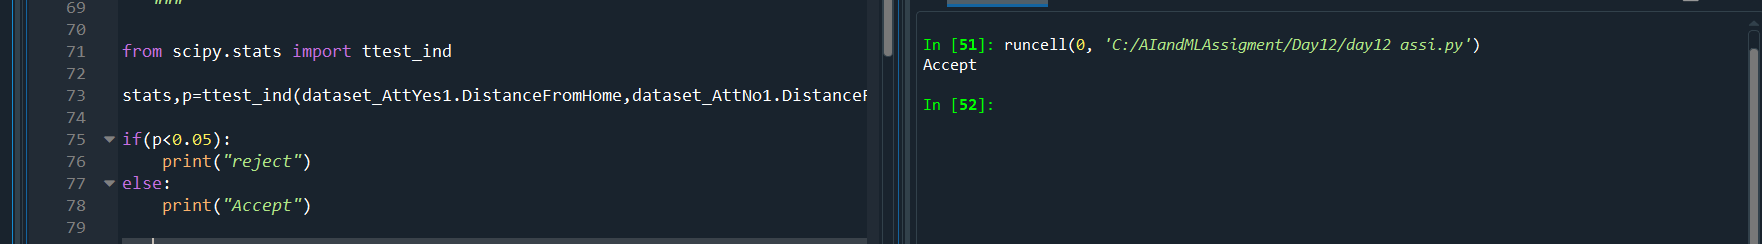 69
"""
70
71 from scipy.stats import ttest_ind
72
73 stats,p=ttest_ind(dataset_AttYes1.DistanceFromHome,dataset_AttNo1.Distance
74
75 if(p<0.05):
76 print("reject")
77 else:
78 print("Accept")
79
In [51]: runcell(0, 'C:/AIandMLAssigment/Day12/day12 assi.py')
Accept
In [52]: